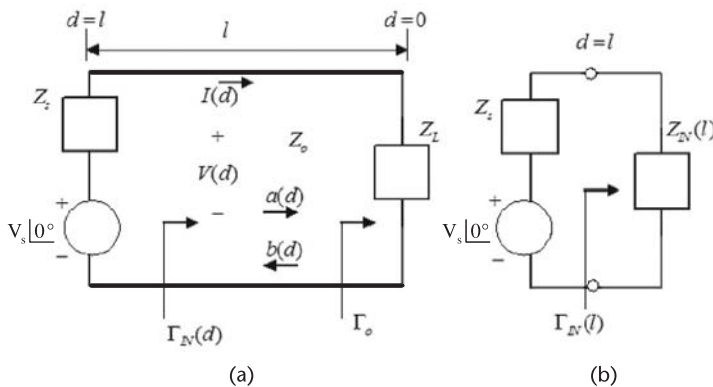 d=l
l
d=0
Z_s
I(d)
+
V(d)
−
Z_o
Z_L
+
V_s|0°
−
a(d)
b(d)
Γ_IN(d)
Γ_o
(a)
d=l
Z_s
Z_IN(l)
+
V_s|0°
−
Γ_IN(l)
(b)